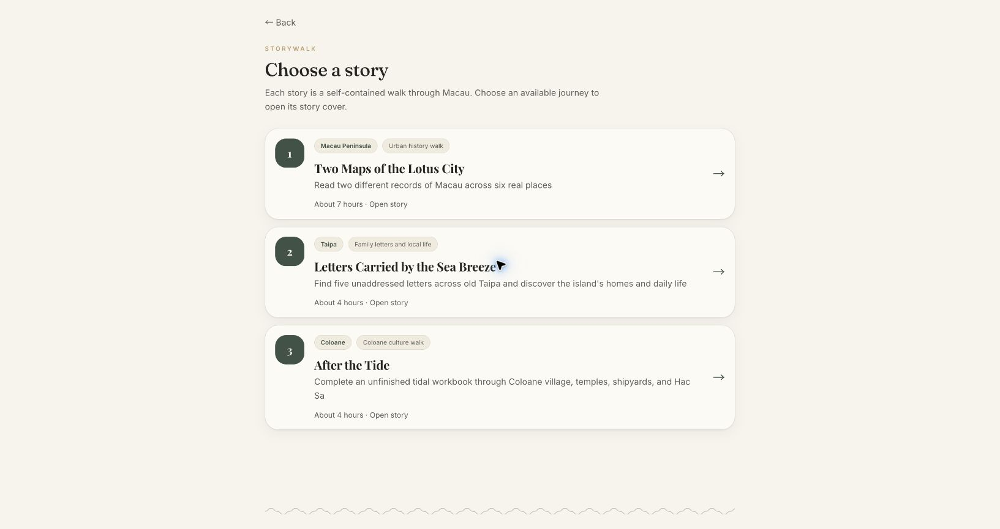 ← Back
STORYWALK
Choose a story
Each story is a self-contained walk through Macau. Choose an available journey to
open its story cover.
1
Macau Peninsula
Urban history walk
Two Maps of the Lotus City
Read two different records of Macau across six real places
About 7 hours · Open story
→
2
Taipa
Family letters and local life
Letters Carried by the Sea Breeze
Find five unaddressed letters across old Taipa and discover the island's homes and daily life
About 4 hours · Open story
→
3
Coloane
Coloane culture walk
After the Tide
Complete an unfinished tidal workbook through Coloane village, temples, shipyards, and Hac
Sa
About 4 hours · Open story
→